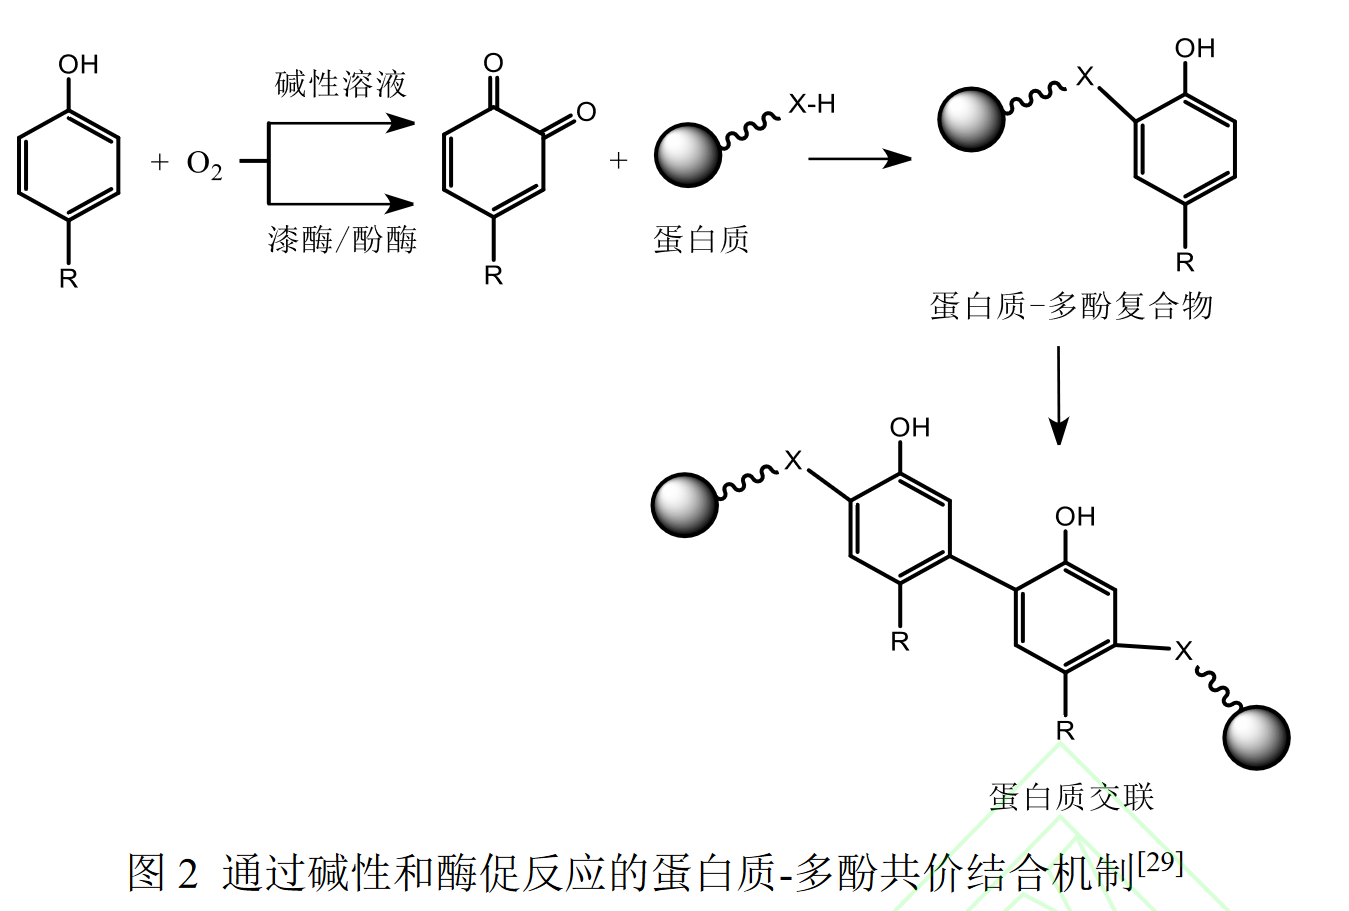 OH
R
+ O2
碱性溶液
漆酶/酚酶
O
O
R
+
X-H
蛋白质
X
OH
R
蛋白质-多酚复合物
X
OH
R
OH
X
R
蛋白质交联
图 2 通过碱性和酶促反应的蛋白质-多酚共价结合机制[29]